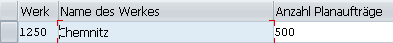 Werk Name des Werkes Anzahl Planaufträge
1250 Chemnitz 500